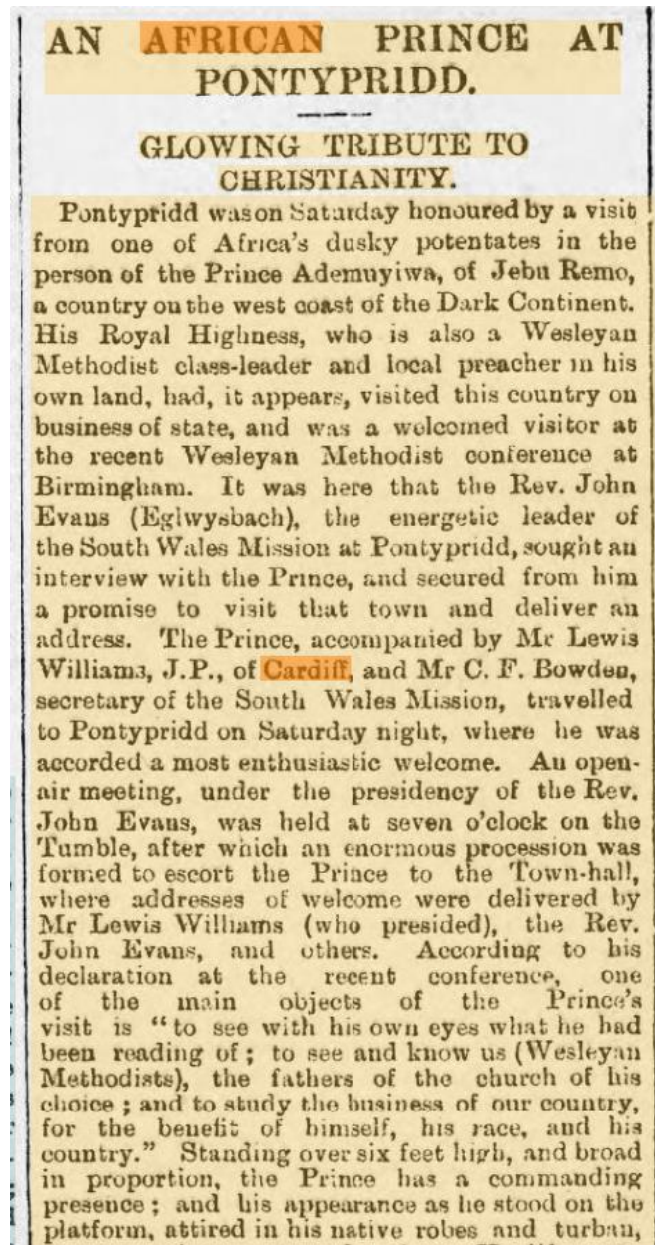 AN AFRICAN PRINCE AT
PONTYPRIDD.
GLOWING TRIBUTE TO
CHRISTIANITY.
Pontypridd wason Saturday honoured by a visit
from one of Africa's dusky potentates in the
person of the Prince Ademuyiwa, of Jebu Remo,
a country on the west coast of the Dark Continent.
His Royal Highness, who is also a Wesleyan
Methodist class-leader and local preacher in his
own land, had, it appears, visited this country on
business of state, and was a welcomed visitor at
the recent Wesleyan Methodist conference at
Birmingham. It was here that the Rev. John
Evans (Eglwysbach), the energetic leader of
the South Wales Mission at Pontypridd, sought an
interview with the Prince, and secured from him
a promise to visit that town and deliver an
address. The Prince, accompanied by Mr Lewis
Williams, J.P., of Cardiff, and Mr C. F. Bowden,
secretary of the South Wales Mission, travelled
to Pontypridd on Saturday night, where he was
accorded a most enthusiastic welcome. An open-
air meeting, under the presidency of the Rev.
John Evans, was held at seven o'clock on the
Tumble, after which an enormous procession was
formed to escort the Prince to the Town-hall,
where addresses of welcome were delivered by
Mr Lewis Williams (who presided), the Rev.
John Evans, and others. According to his
declaration at the recent conference, one
of the main objects of the Prince's
visit is "to see with his own eyes what he had
been reading of; to see and know us (Wesleyan
Methodists), the fathers of the church of his
choice; and to study the business of our country,
for the benefit of himself, his race, and his
country." Standing over six feet high, and broad
in proportion, the Prince has a commanding
presence; and his appearance as he stood on the
platform, attired in his native robes and turban,